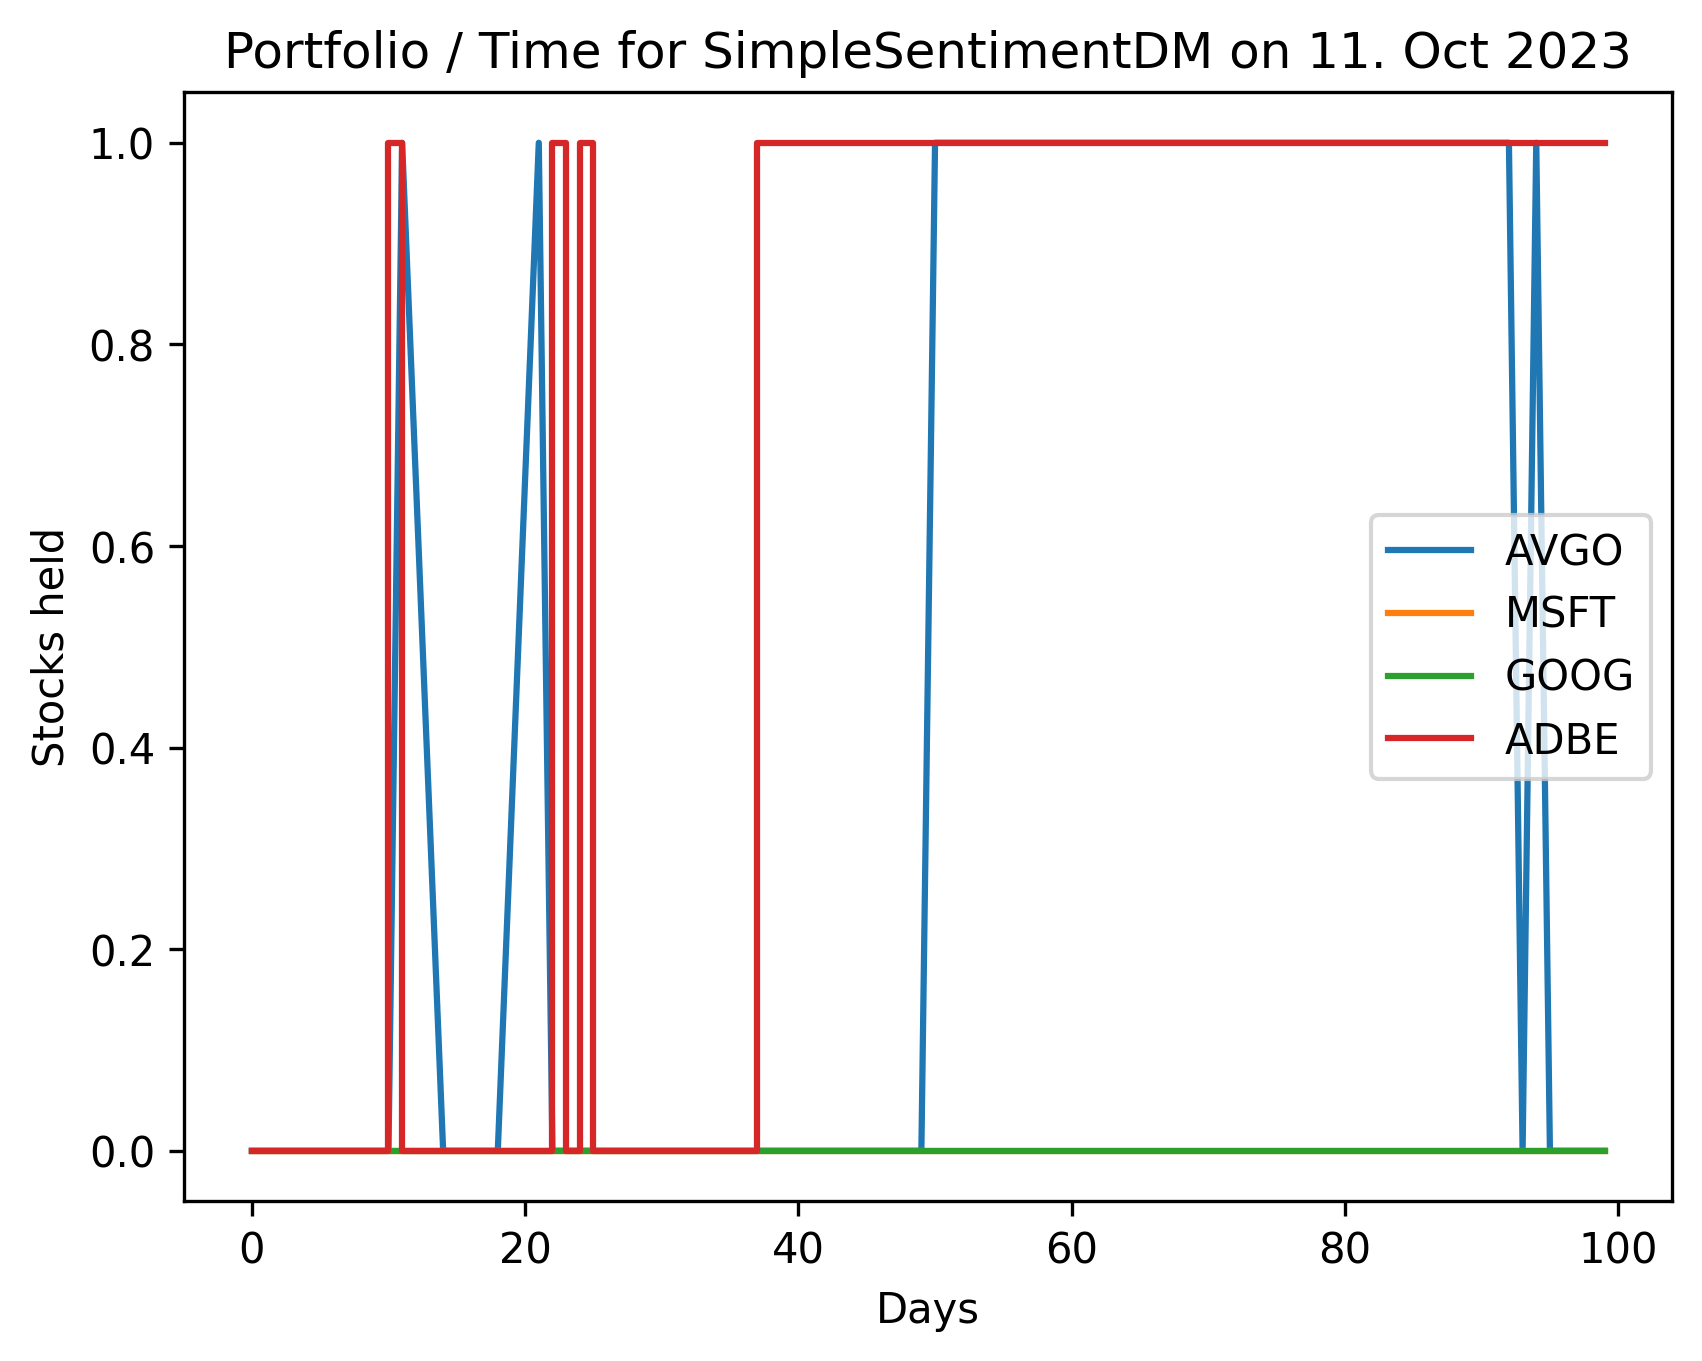 Portfolio / Time for SimpleSentimentDM on 11. Oct 2023
1.0
0.8
0.6
0.4
0.2
0.0
Stocks held
AVGO
MSFT
GOOG
ADBE
0 20 40 60 80 100
Days